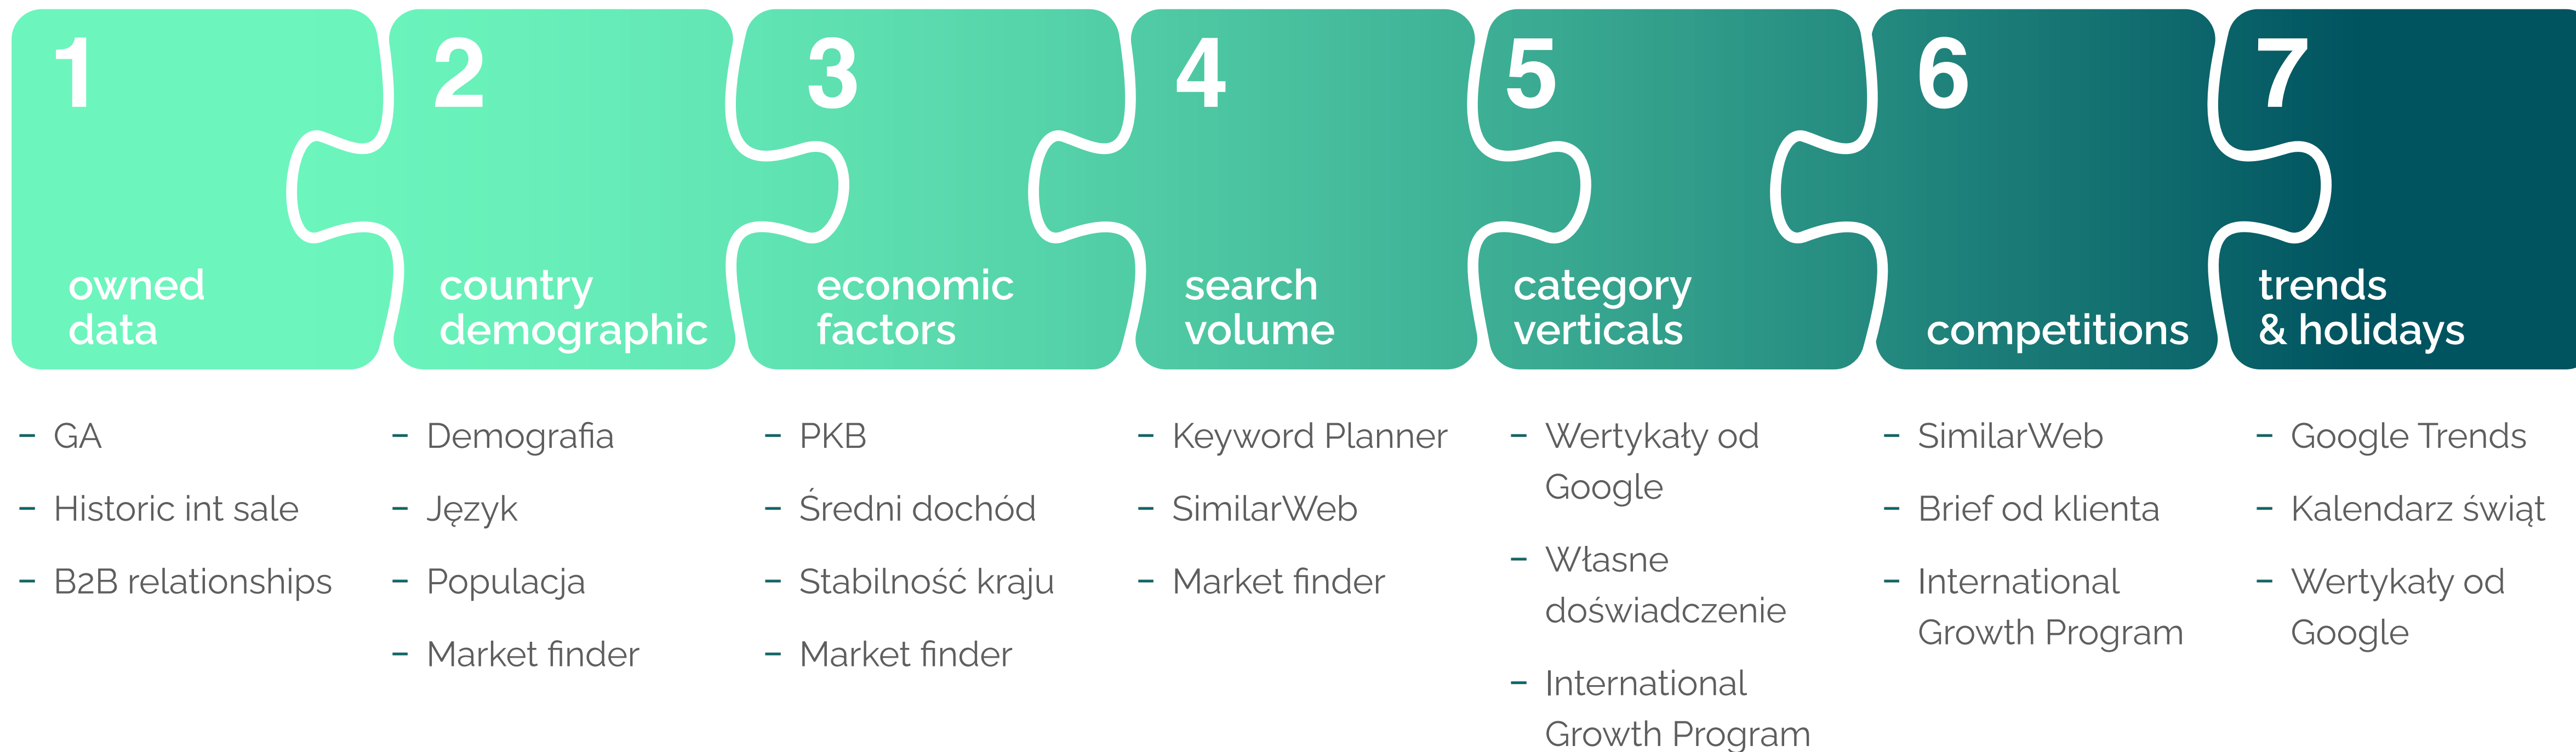 1
owned
data
– GA
– Historic int sale
– B2B relationships
2
country
demographic
– Demografia
– Język
– Populacja
– Market finder
3
economic
factors
– PKB
– Średni dochód
– Stabilność kraju
– Market finder
4
search
volume
– Keyword Planner
– SimilarWeb
– Market finder
5
category
verticals
– Wertykały od
Google
– Własne
doświadczenie
– International
Growth Program
6
competitions
– SimilarWeb
– Brief od klienta
– International
Growth Program
7
trends
& holidays
– Google Trends
– Kalendarz świąt
– Wertykały od
Google